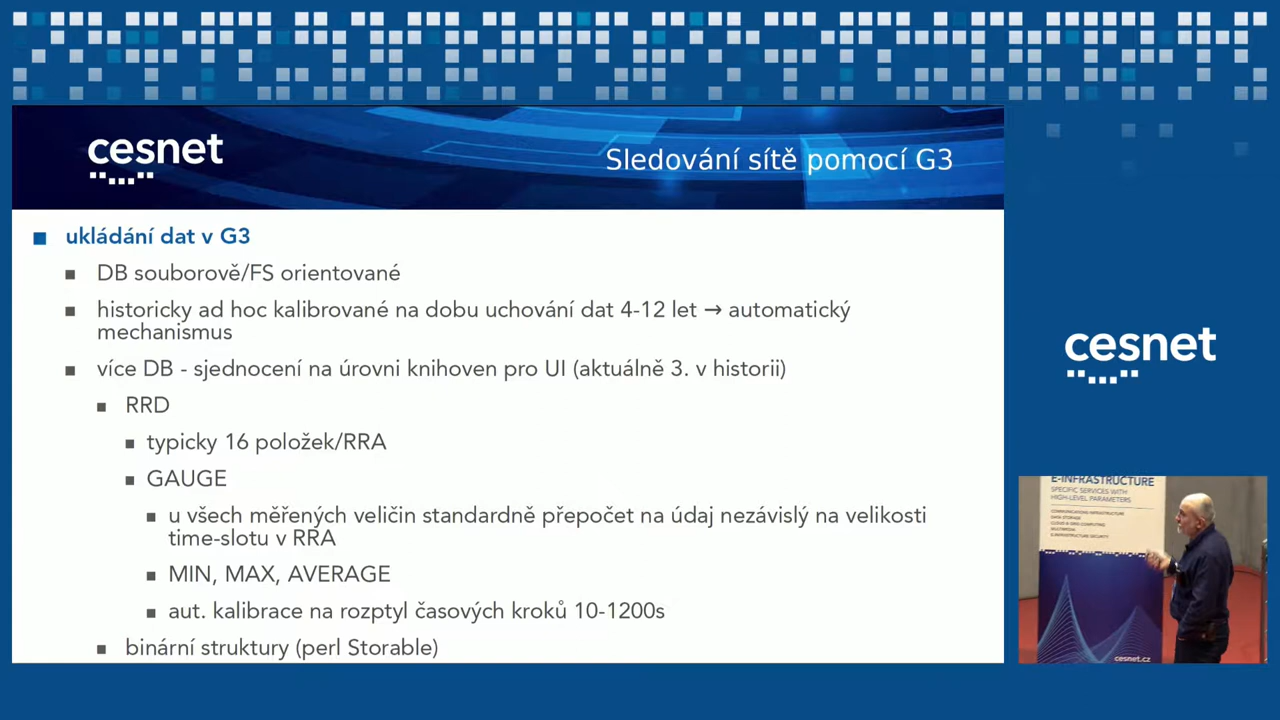 cesnet
Sledování sítě pomocí G3
ukládání dat v G3
DB souborově/FS orientované
historicky ad hoc kalibrované na dobu uchování dat 4-12 let → automatický
mechanismus
více DB - sjednocení na úrovni knihoven pro UI (aktuálně 3. v historii)
RRD
typicky 16 položek/RRA
GAUGE
u všech měřených veličin standardně přepočet na údaj nezávislý na velikosti
time-slotu v RRA
MIN, MAX, AVERAGE
aut. kalibrace na rozptyl časových kroků 10-1200s
binární struktury (perl Storable)
cesnet
E-INFRASTRUCTURE
SPECIFIC SERVICES WITH
HIGH-LEVEL PARAMETERS
COMMUNICATIONS INFRASTRUCTURE
DATA STORAGE
CLOUD & GRID COMPUTING
MULTIMEDIA
E-INFRASTRUCTURE SECURITY
cesnet.cz